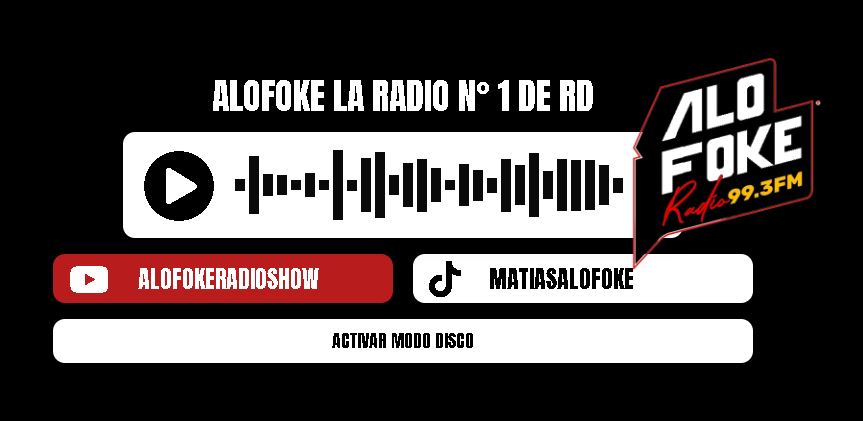 ALOFOKE LA RADIO N° 1 DE RD
ALO
FOKE
Radio 99.3FM
ALOFOKERADIOSHOW
MATIASALOFOKE
ACTIVAR MODO DISCO